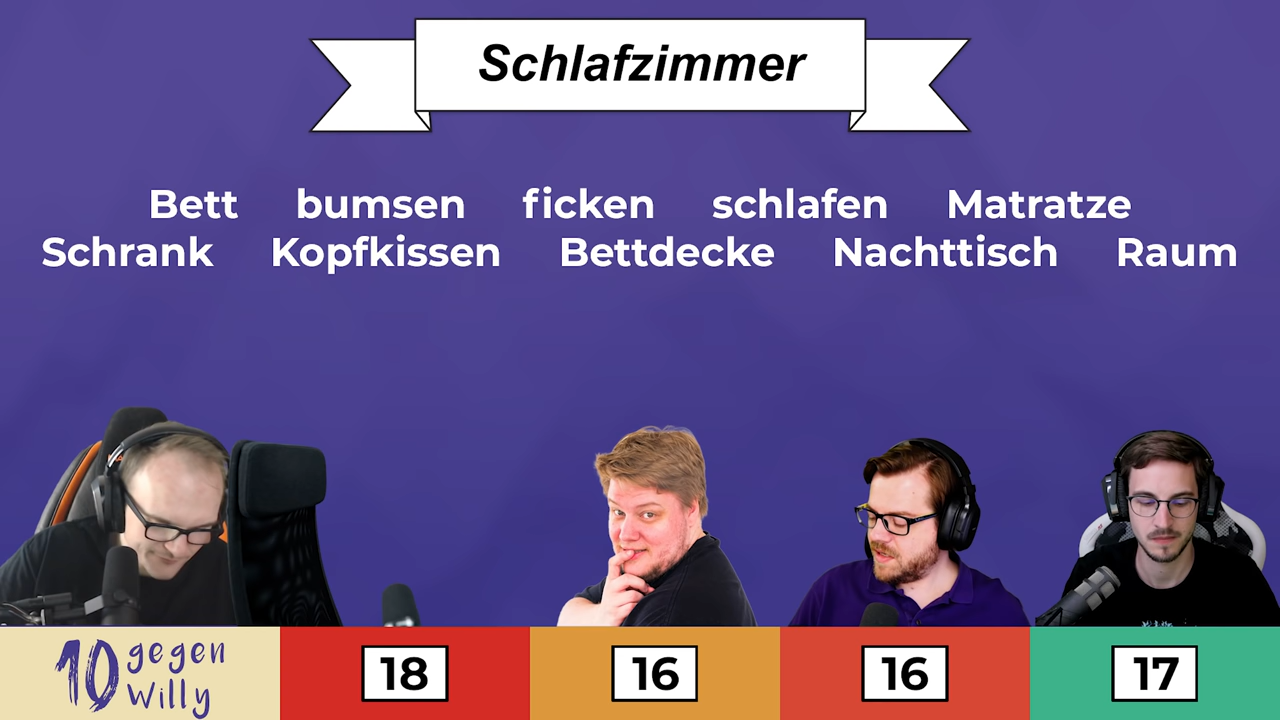 Schlafzimmer
Bett bumsen ficken schlafen Matratze
Schrank Kopfkissen Bettdecke Nachttisch Raum
10 gegen Willy
18 16 16 17